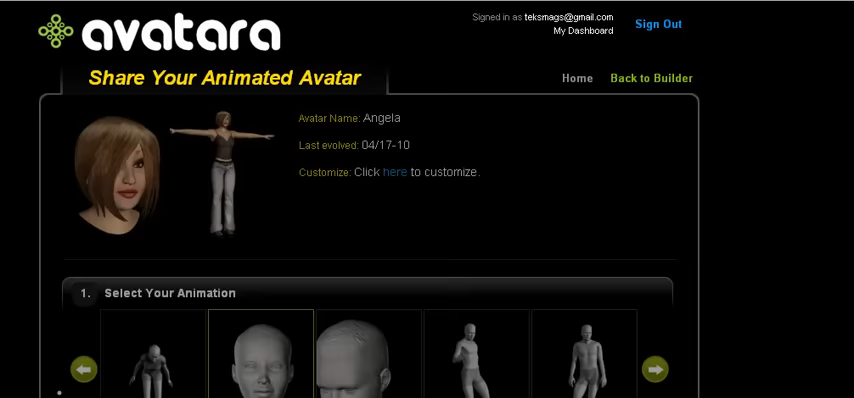 avatara
Signed in as teksmags@gmail.com
Sign Out
My Dashboard
Share Your Animated Avatar
Home
Back to Builder
Avatar Name: Angela
Last evolved: 04/17-10
Customize: Click here to customize.
1. Select Your Animation